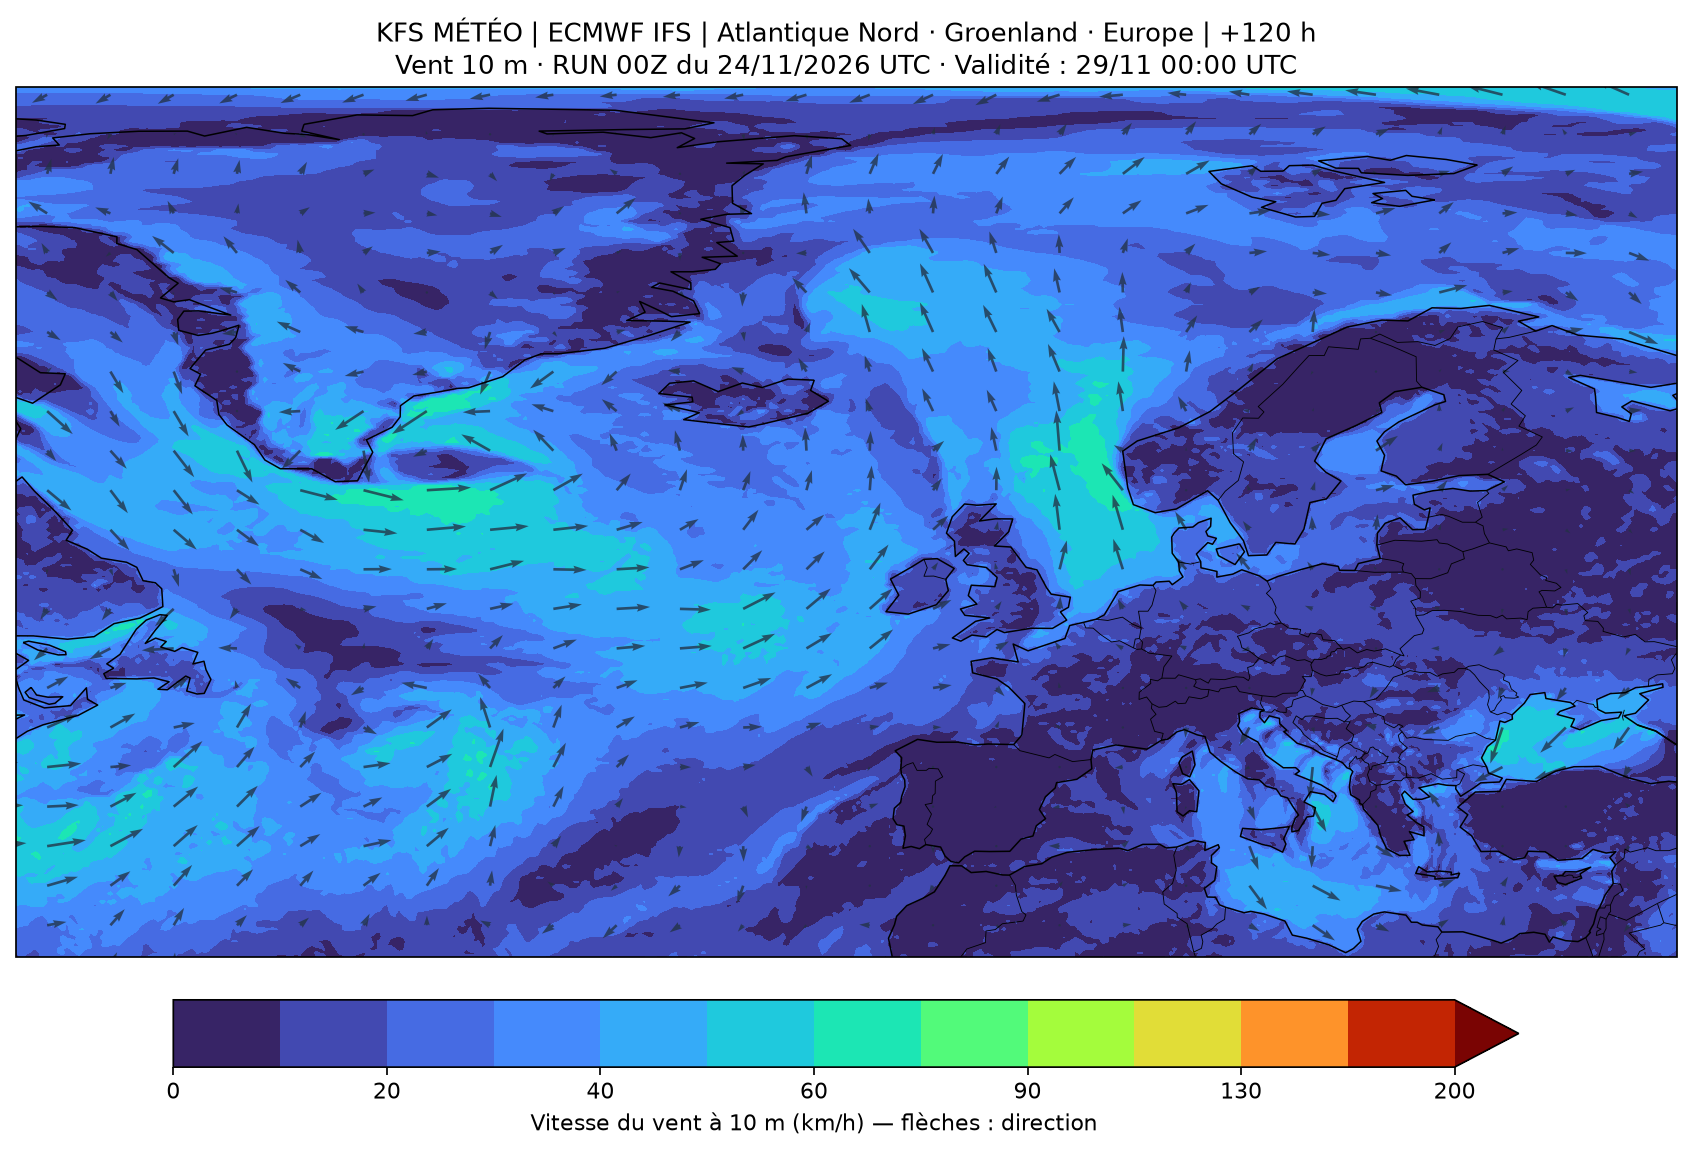 KFS MÉTÉO | ECMWF IFS | Atlantique Nord · Groenland · Europe | +120 h
Vent 10 m · RUN 00Z du 24/11/2026 UTC · Validité : 29/11 00:00 UTC
0 20 40 60 90 130 200
Vitesse du vent à 10 m (km/h) — flèches : direction